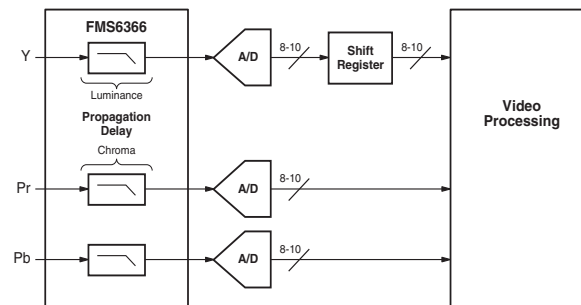 FMS6366
Y
A/D
8-10
Shift
Register
8-10
Luminance
Propagation
Delay
Chroma
Video
Processing
Pr
A/D
8-10
Pb
A/D
8-10